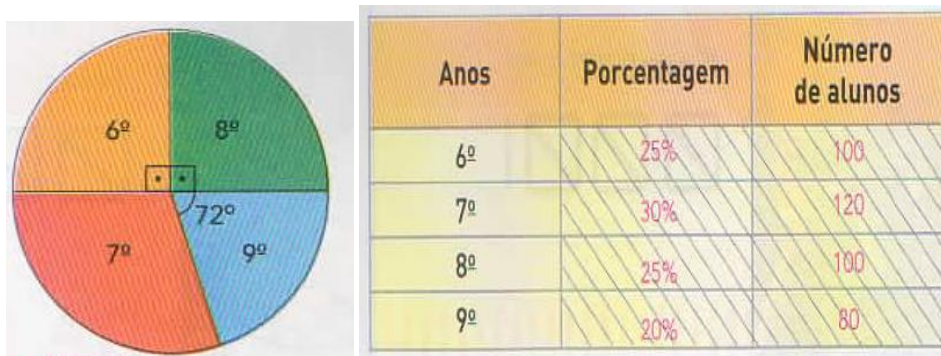 6º
8º
72º
7º
9º
Anos Porcentagem Número de alunos
6º 25% 100
7º 30% 120
8º 25% 100
9º 20% 80